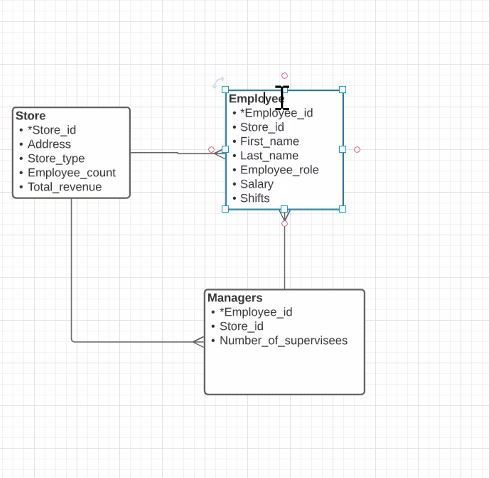 Store
• *Store_id
• Address
• Store_type
• Employee_count
• Total_revenue
Employee
• *Employee_id
• Store_id
• First_name
• Last_name
• Employee_role
• Salary
• Shifts
Managers
• *Employee_id
• Store_id
• Number_of_supervisees